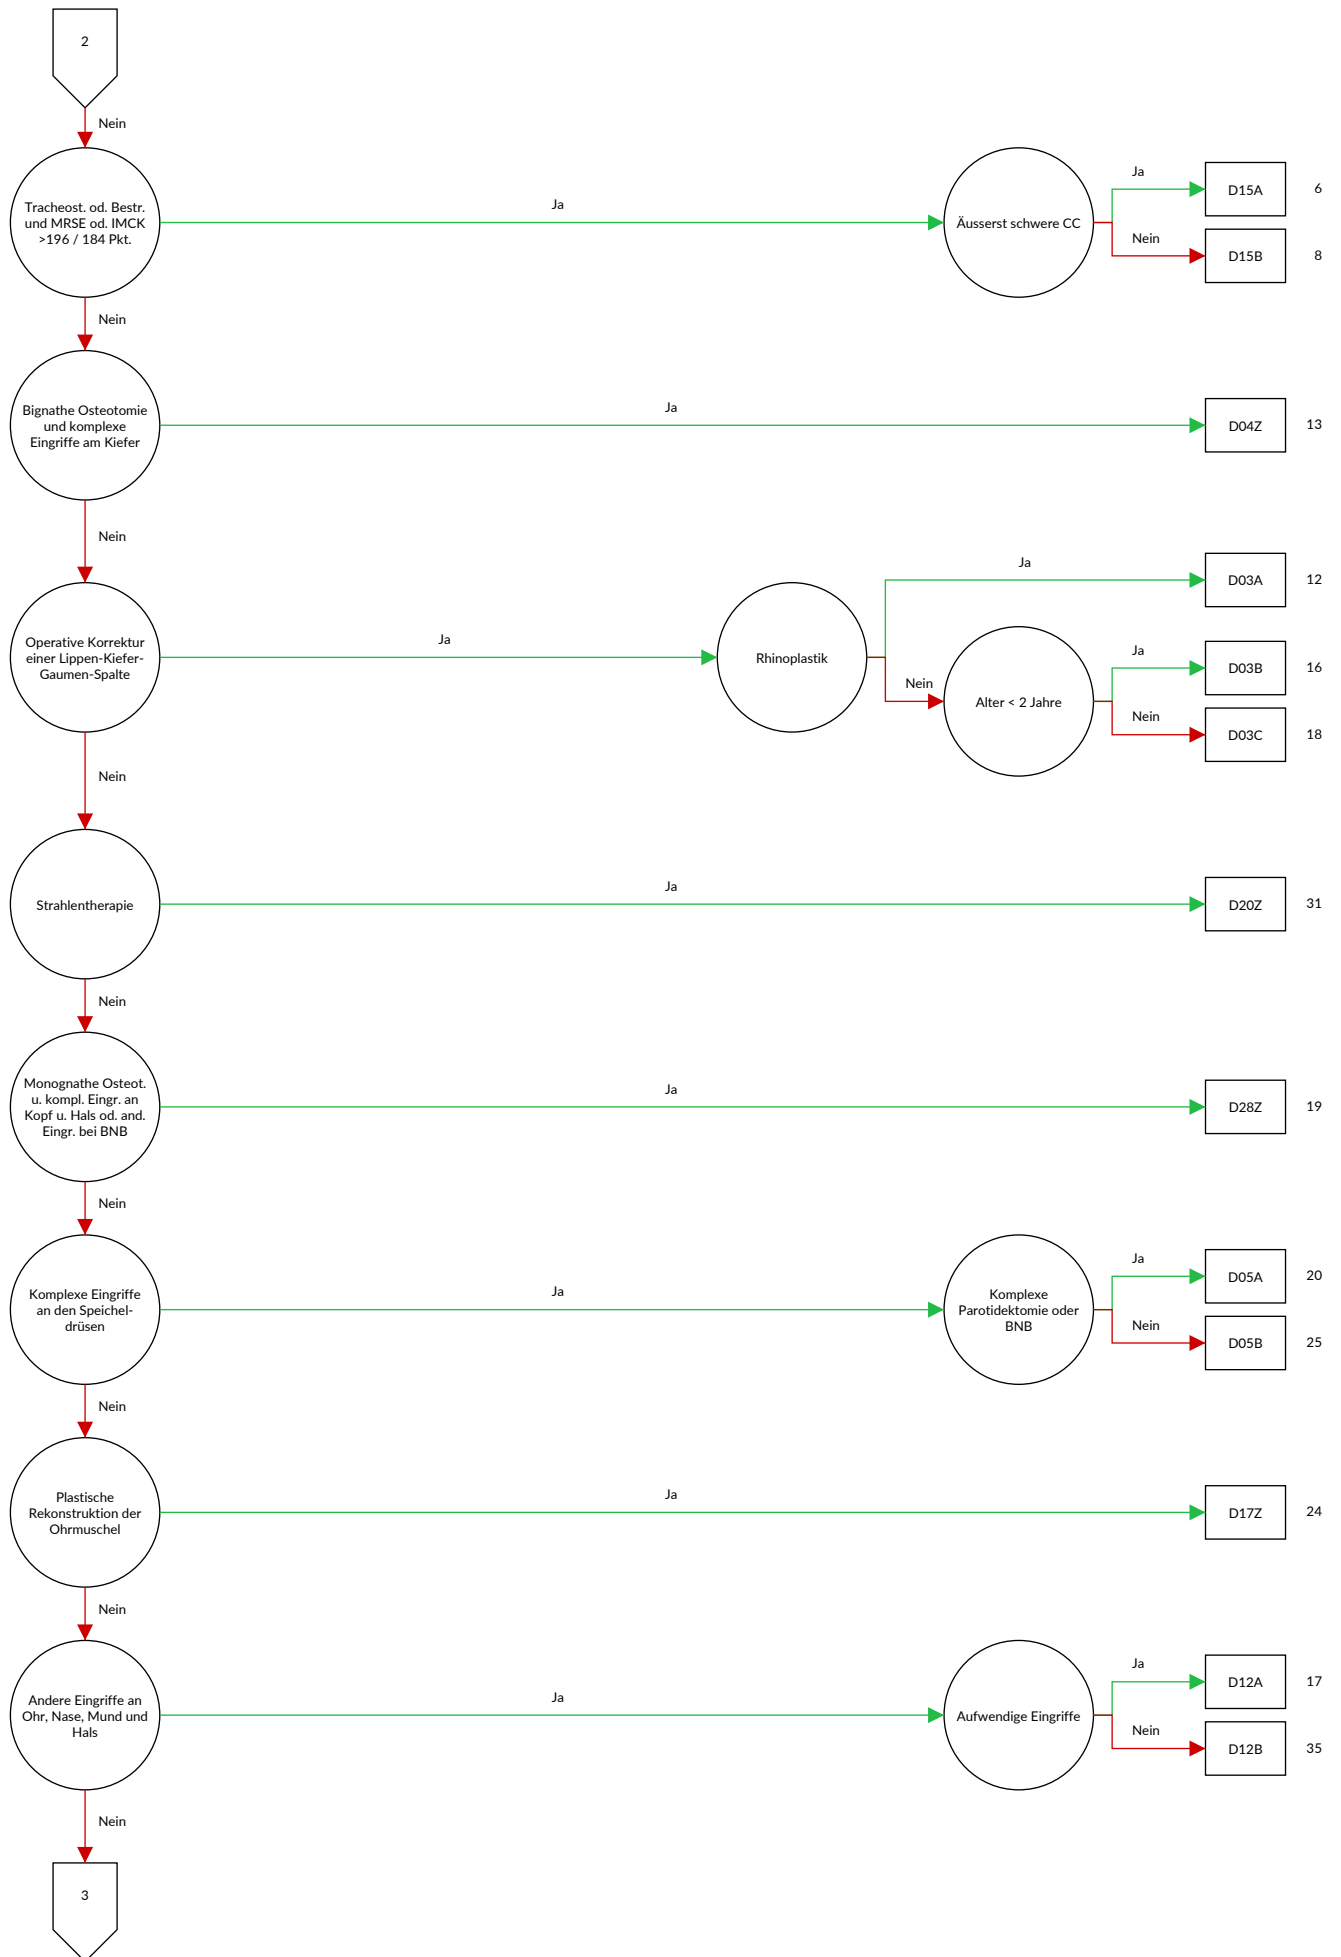 2
Nein
Tracheost. od. Bestr.
und MRSE od. IMCK
>196 / 184 Pkt.
Ja
Äusserst schwere CC
Ja
D15A
6
Nein
D15B
8
Nein
Bignathe Osteotomie
und komplexe
Eingriffe am Kiefer
Ja
D04Z
13
Nein
Operative Korrektur
einer Lippen-Kiefer-
Gaumen-Spalte
Ja
Rhinoplastik
Ja
D03A
12
Nein
Alter < 2 Jahre
Ja
D03B
16
Nein
D03C
18
Nein
Strahlentherapie
Ja
D20Z
31
Nein
Monognathe Osteot.
u. kompl. Eingr. an
Kopf u. Hals od. and.
Eingr. bei BNB
Ja
D28Z
19
Nein
Komplexe Eingriffe
an den Speichel-
drüsen
Ja
Komplexe
Parotidektomie oder
BNB
Ja
D05A
20
Nein
D05B
25
Nein
Plastische
Rekonstruktion der
Ohrmuschel
Ja
D17Z
24
Nein
Andere Eingriffe an
Ohr, Nase, Mund und
Hals
Ja
Aufwendige Eingriffe
Ja
D12A
17
Nein
D12B
35
Nein
3